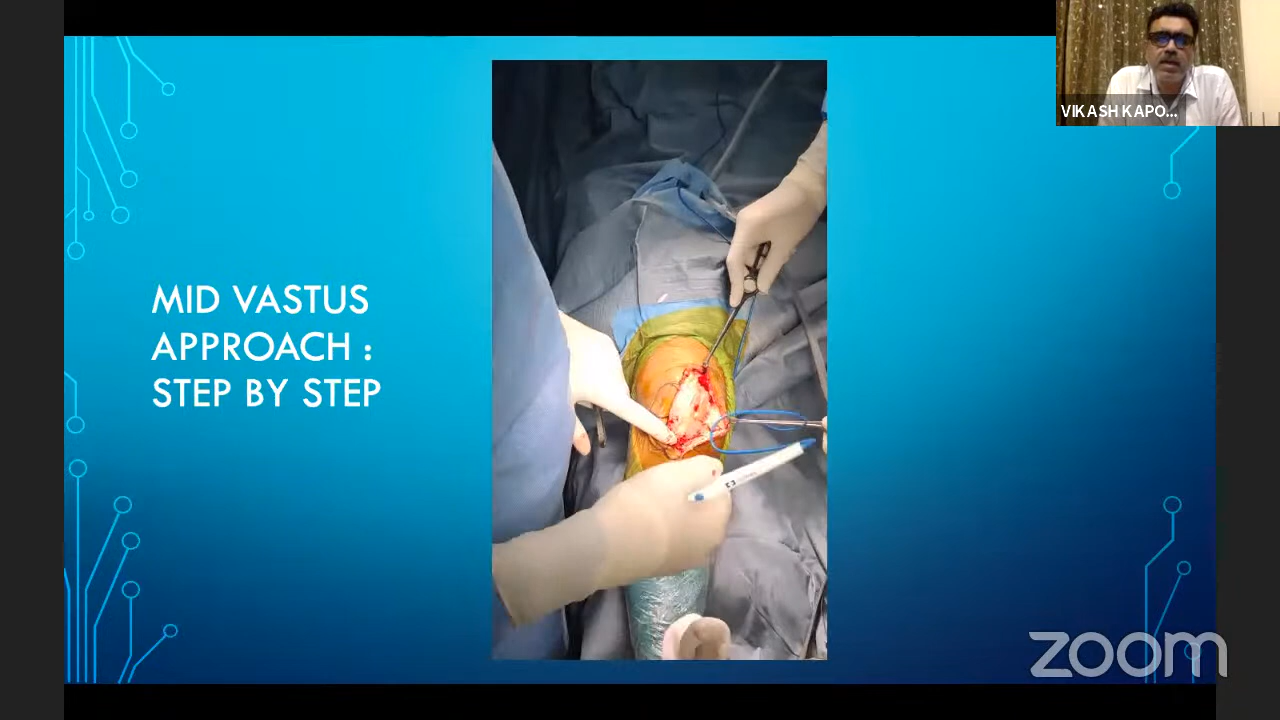 VIKASH KAPO...
MID VASTUS
APPROACH :
STEP BY STEP
zoom